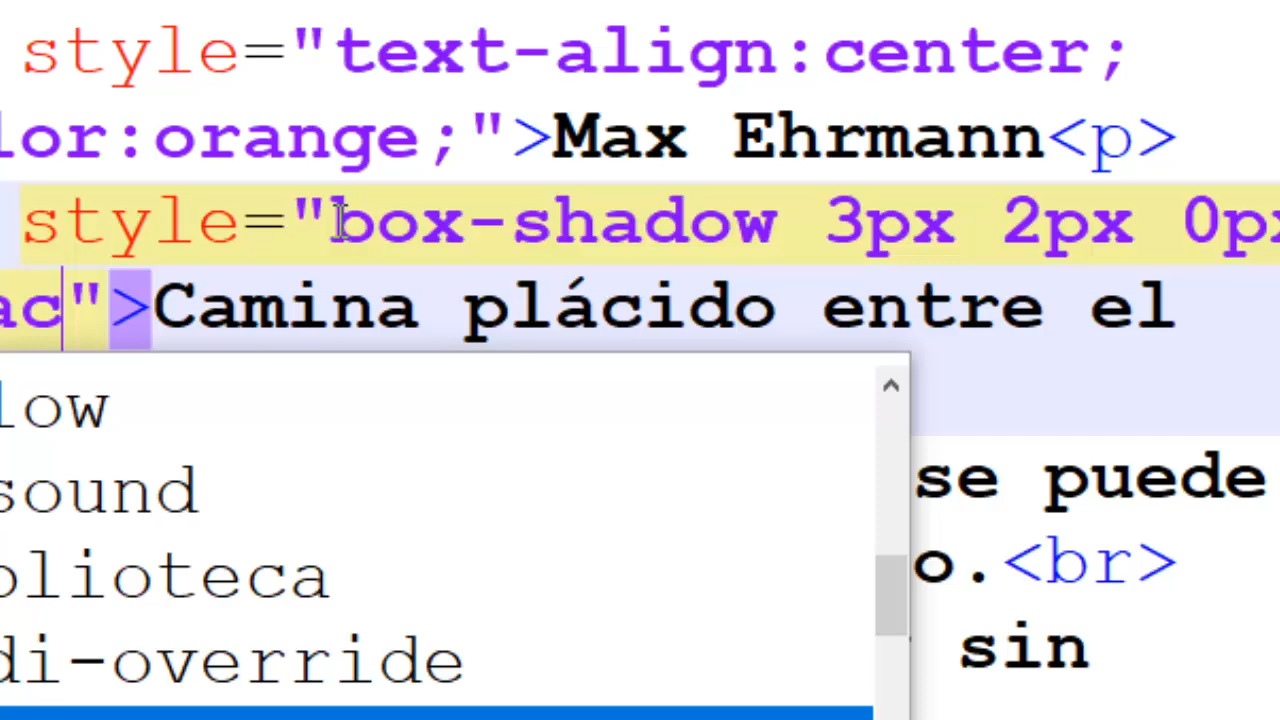 style="text-align:center;
lor:orange;">Max Ehrmann<p>
style="box-shadow 3px 2px 0px
ac">Camina plácido entre el
low
sound
se puede
blioteca
o.<br>
di-override
sin